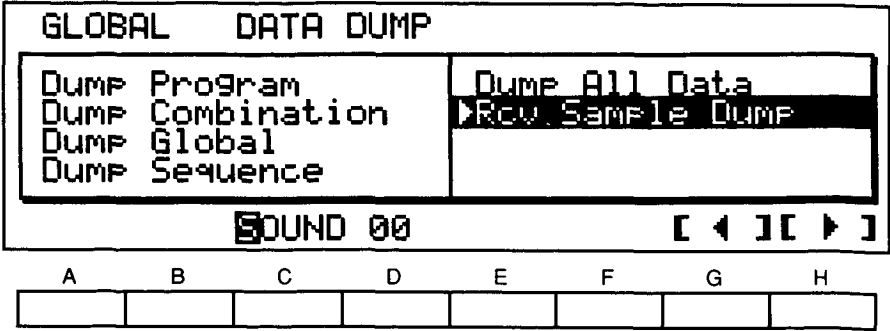 GLOBAL DATA DUMP
Dump Program
Dump Combination
Dump Global
Dump Sequence
Dump All Data
▶Rcv.Sample Dump
SOUND 00 [ ◀ ][ ▶ ]
A B C D E F G H